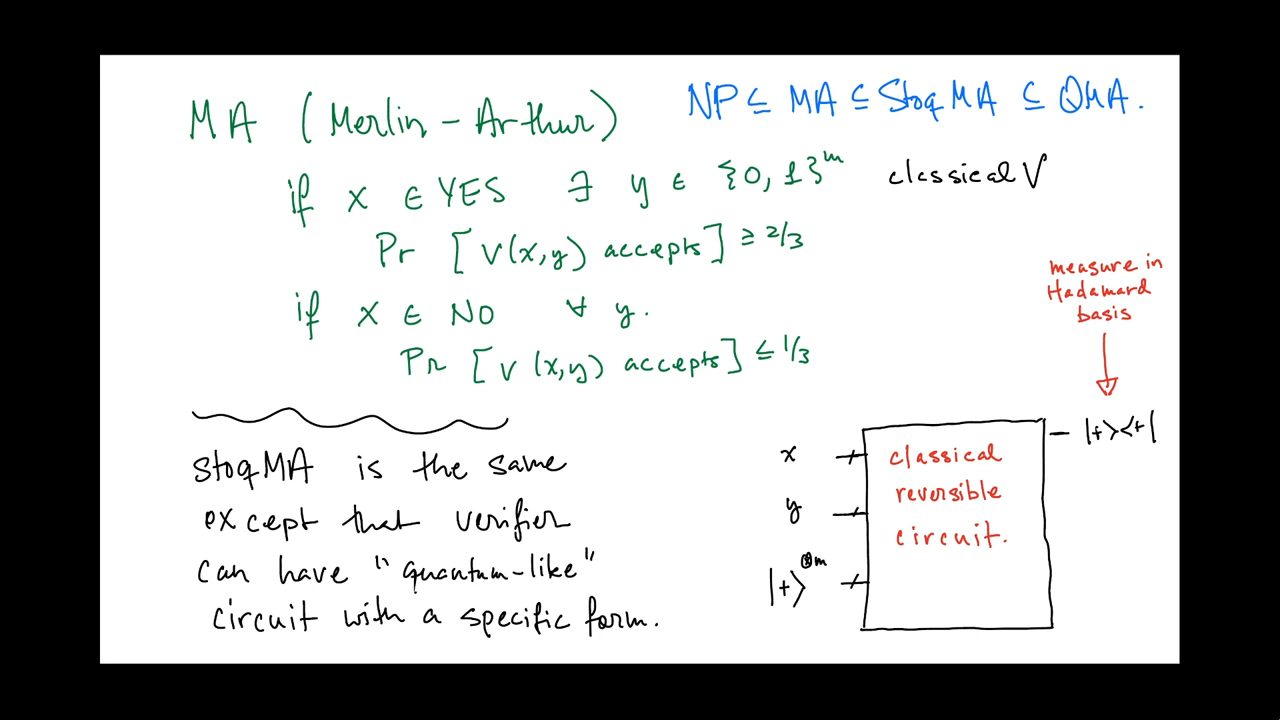 MA (Merlin-Arthur)
NP ⊆ MA ⊆ StoqMA ⊆ QMA.
if x ∈ YES ∃ y ∈ {0,1}^m classical V
Pr [V(x,y) accepts] ≥ 2/3
if x ∈ NO ∀ y.
Pr [V(x,y) accepts] ≤ 1/3
measure in
Hadamard
basis
stoqMA is the same
except that verifier
can have "quantum-like"
circuit with a specific form.
x
y
|+⟩^⊗m
classical
reversible
circuit.
|+⟩⟨+|